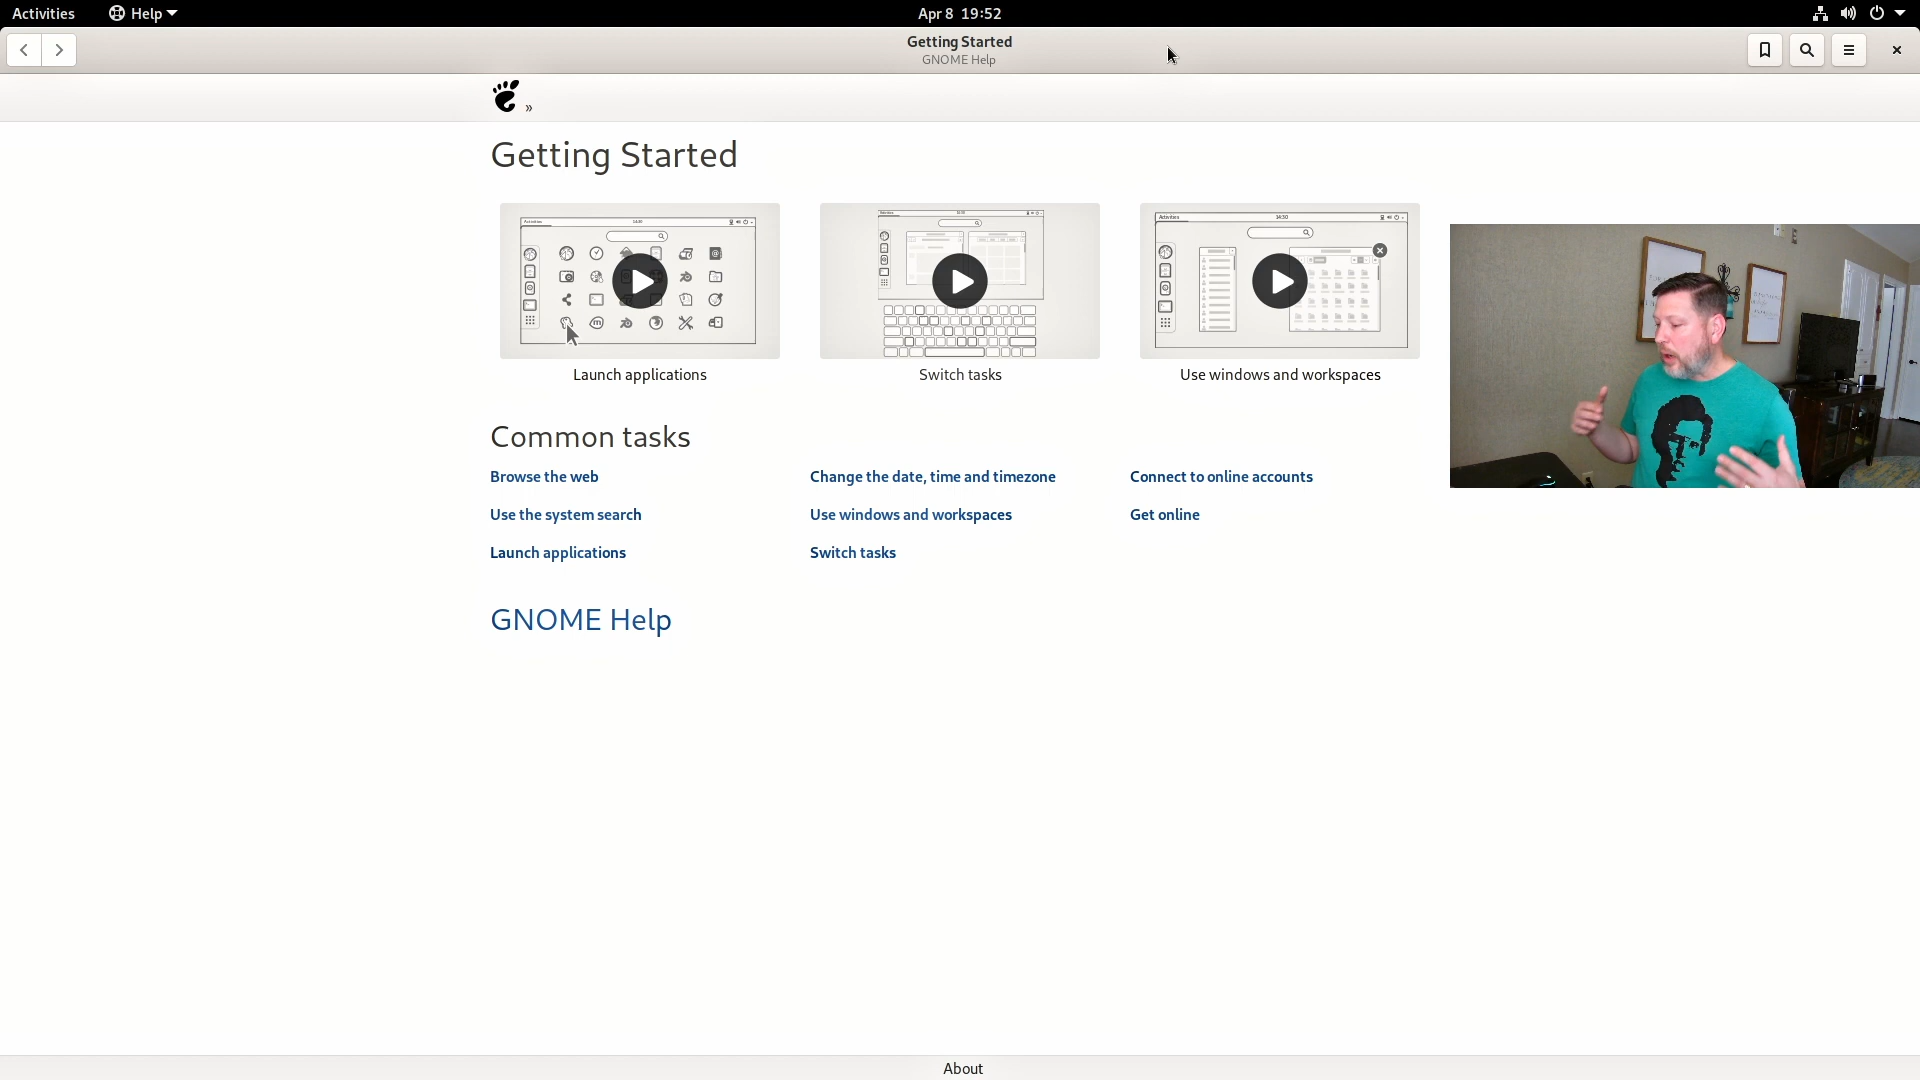 Activities Help Apr 8 19:52
Getting Started
GNOME Help
»
Getting Started
Launch applications Switch tasks Use windows and workspaces
Common tasks
Browse the web Change the date, time and timezone Connect to online accounts
Use the system search Use windows and workspaces Get online
Launch applications Switch tasks
GNOME Help
About